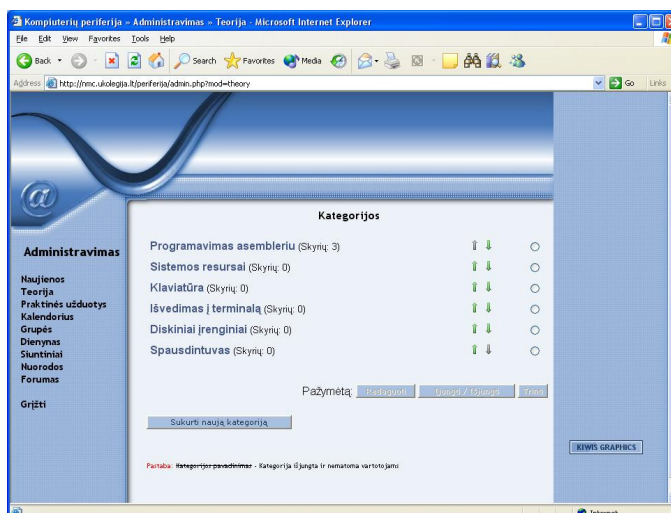 Kompiuterių periferija » Administravimas » Teorija - Microsoft Internet Explorer
File Edit View Favorites Tools Help
Back Search Favorites Media
Address http://nmc.ukolegija.lt/periferija/admin.php?mod=theory Go Links
@
Kategorijos
Administravimas
Naujienos
Teorija
Praktinės užduotys
Kalendorius
Grupės
Dienynas
Siuntiniai
Nuorodos
Forumas
Grįžti
Programavimas asembleriu (Skyrių: 3)
Sistemos resursai (Skyrių: 0)
Klaviatūra (Skyrių: 0)
Išvedimas į terminalą (Skyrių: 0)
Diskiniai įrenginiai (Skyrių: 0)
Spausdintuvas (Skyrių: 0)
Pažymėtą: Redaguoti Įjungti / Išjungti Trinti
Sukurti naują kategoriją
KIWIS GRAPHICS
Pastaba: Kategorijos pavadinimas - Kategorija išjungta ir nematoma vartotojams
Internet